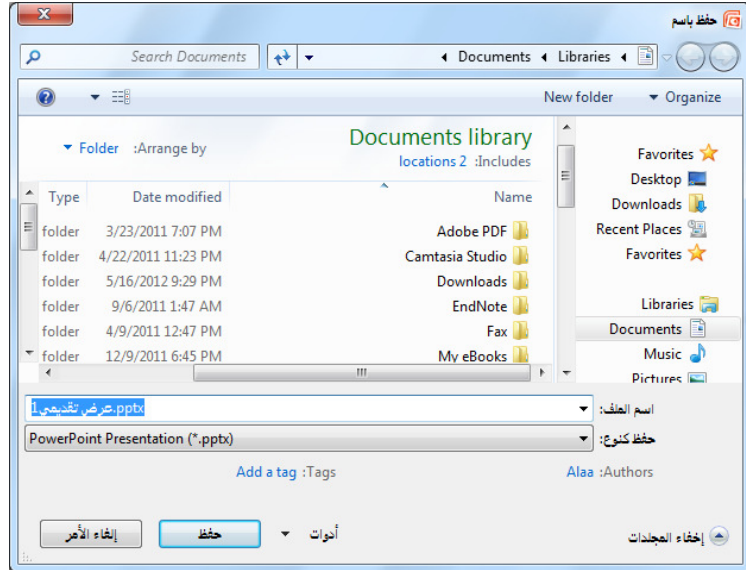 حفظ باسم
Libraries ◂ Documents ◂
Search Documents
Organize ▾ New folder
Documents library
Includes: 2 locations
Arrange by: Folder ▾
Favorites
Desktop
Downloads
Recent Places
Favorites
Libraries
Documents
Music
Pictures
Name Date modified Type
Adobe PDF 3/23/2011 7:07 PM folder
Camtasia Studio 4/22/2011 11:23 PM folder
Downloads 5/16/2012 9:29 PM folder
EndNote 9/6/2011 1:47 AM folder
Fax 4/9/2011 12:47 PM folder
My eBooks 12/9/2011 6:45 PM folder
اسم الملف: عرض تقديمي1.pptx
حفظ كنوع: PowerPoint Presentation (*.pptx)
Authors: Alaa Tags: Add a tag
إخفاء المجلدات أدوات ▾ حفظ إلغاء الأمر